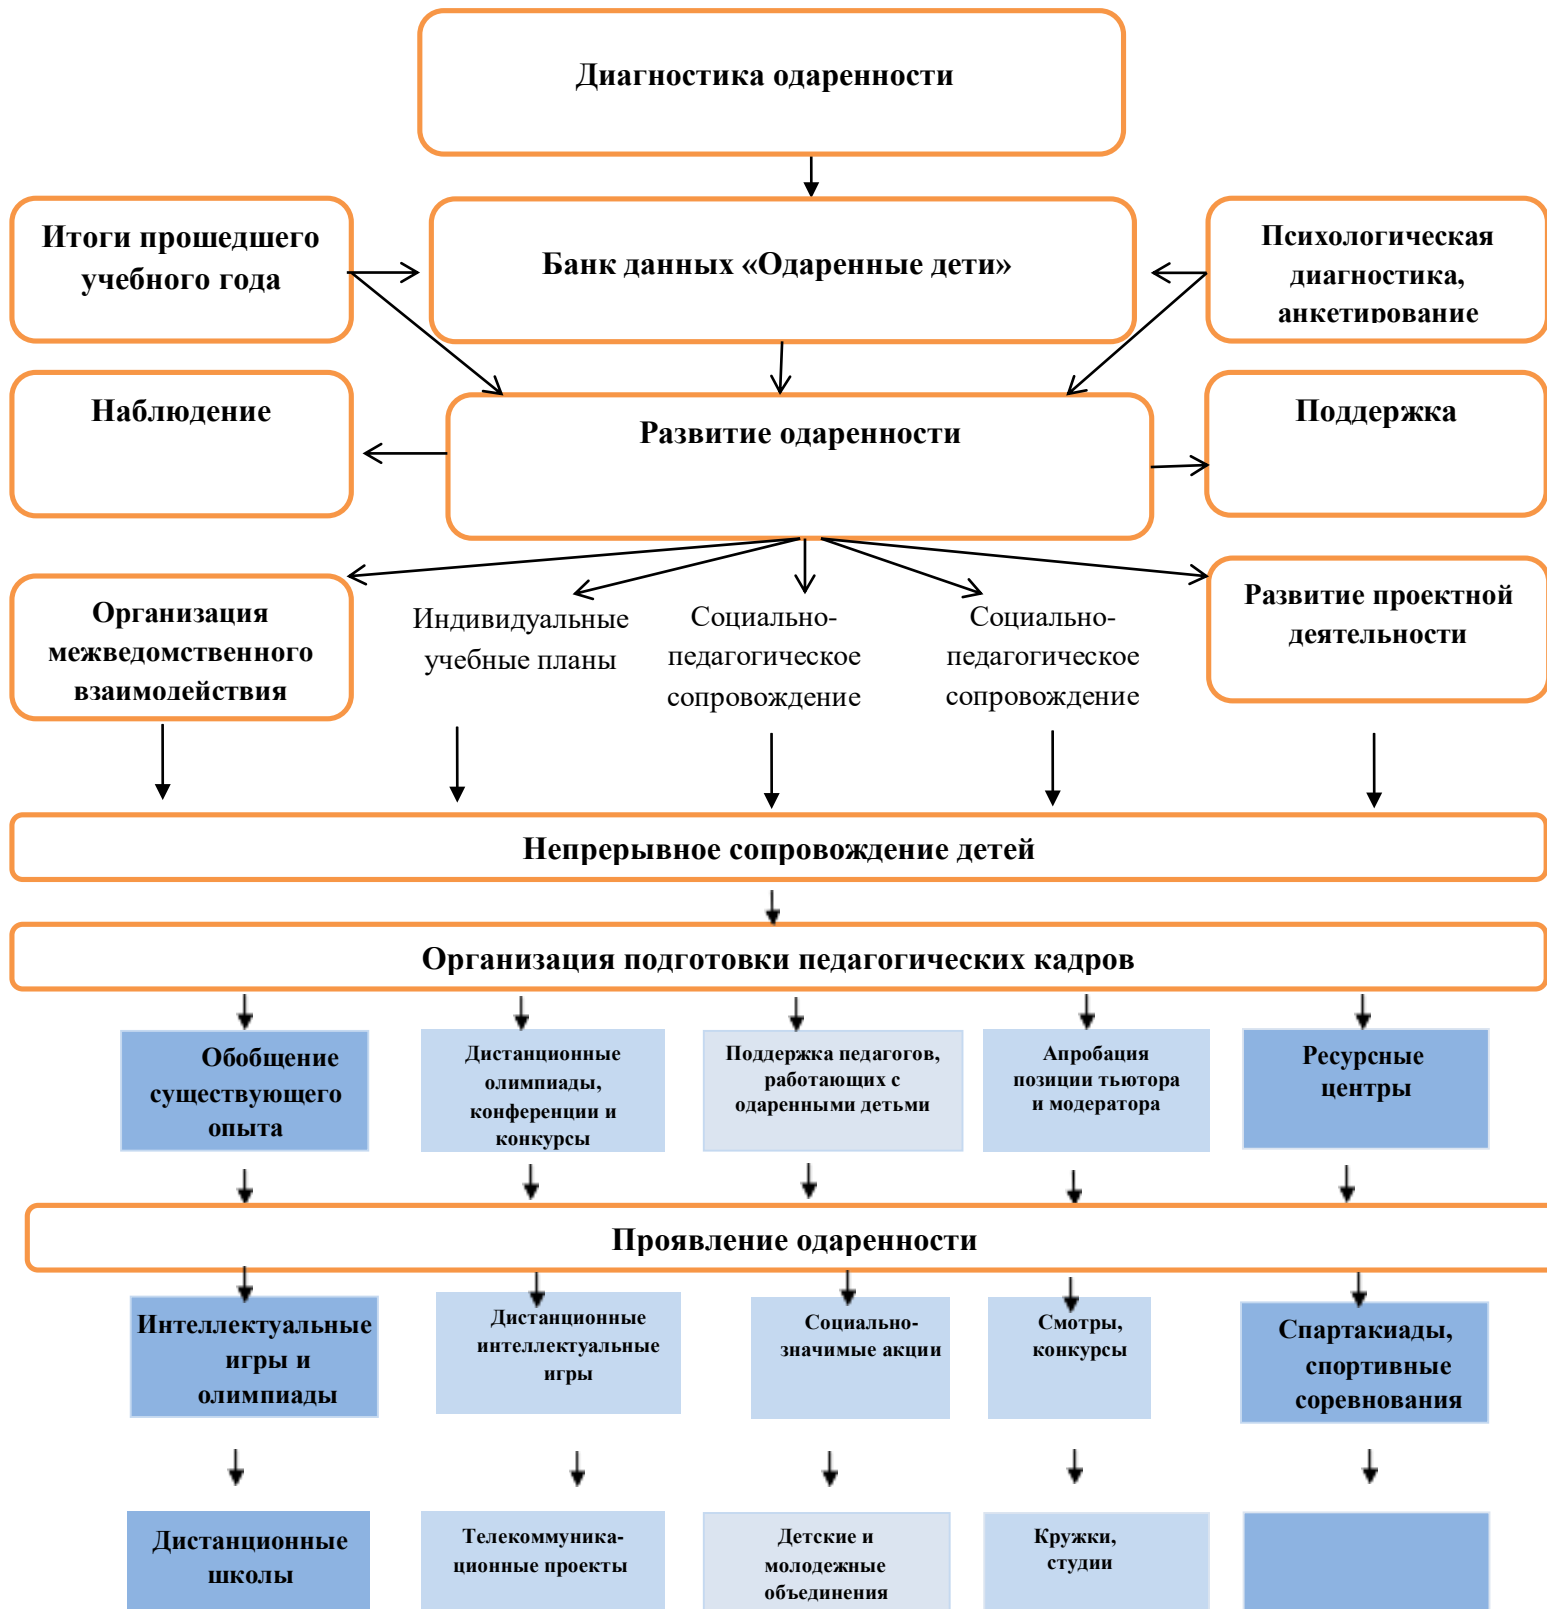 Диагностика одаренности
Итоги прошедшего
учебного года
Банк данных «Одаренные дети»
Психологическая
диагностика,
анкетирование
Наблюдение
Развитие одаренности
Поддержка
Организация
межведомственного
взаимодействия
Индивидуальные
учебные планы
Социально-
педагогическое
сопровождение
Социально-
педагогическое
сопровождение
Развитие проектной
деятельности
Непрерывное сопровождение детей
Организация подготовки педагогических кадров
Обобщение
существующего
опыта
Дистанционные
олимпиады,
конференции и
конкурсы
Поддержка педагогов,
работающих с
одаренными детьми
Апробация
позиции тьютора
и модератора
Ресурсные
центры
Проявление одаренности
Интеллектуальные
игры и
олимпиады
Дистанционные
интеллектуальные
игры
Социально-
значимые акции
Смотры,
конкурсы
Спартакиады,
спортивные
соревнования
Дистанционные
школы
Телекоммуника-
ционные проекты
Детские и
молодежные
объединения
Кружки,
студии